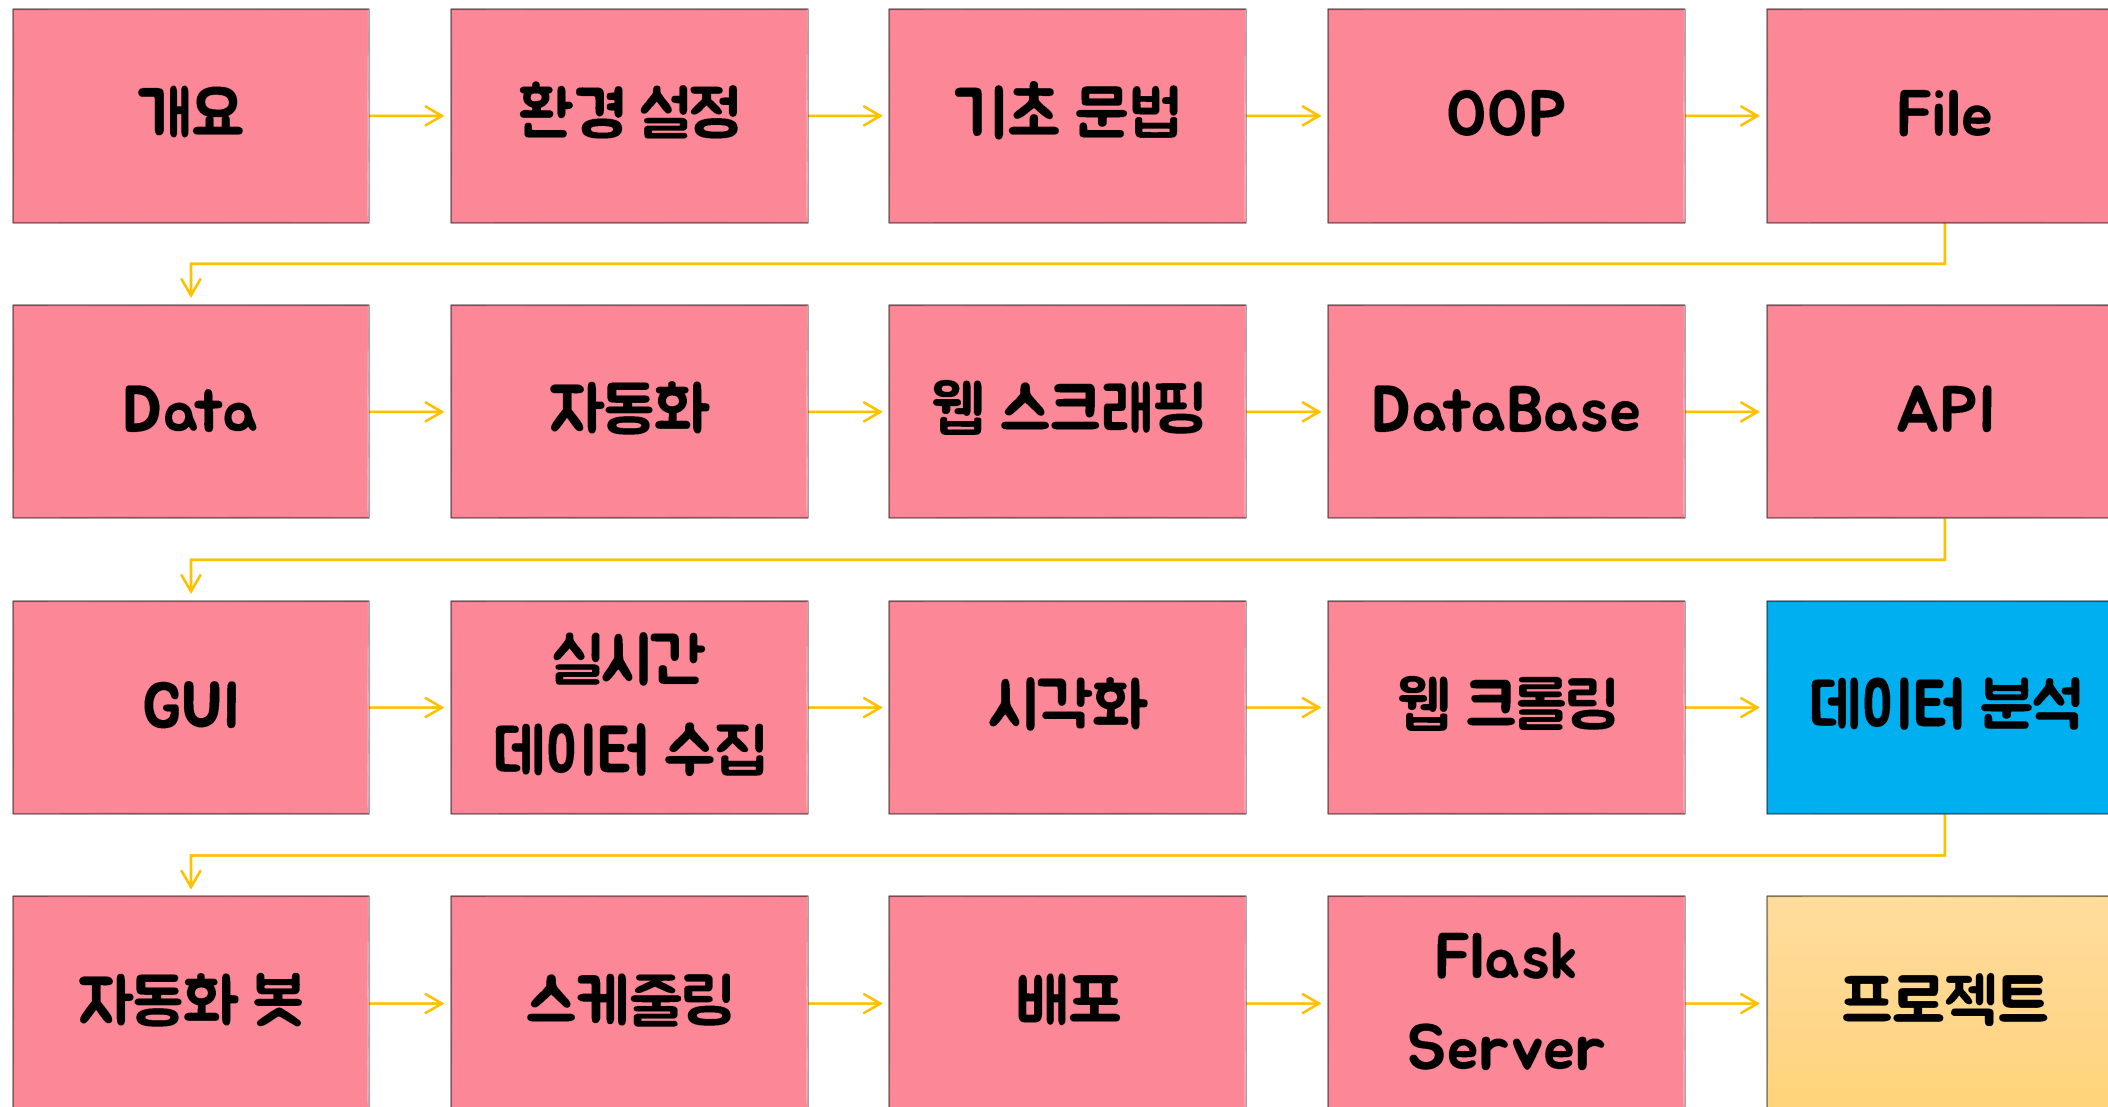 개요
환경 설정
기초 문법
OOP
File
Data
자동화
웹 스크래핑
DataBase
API
GUI
실시간
데이터 수집
시각화
웹 크롤링
데이터 분석
자동화 봇
스케줄링
배포
Flask
Server
프로젝트